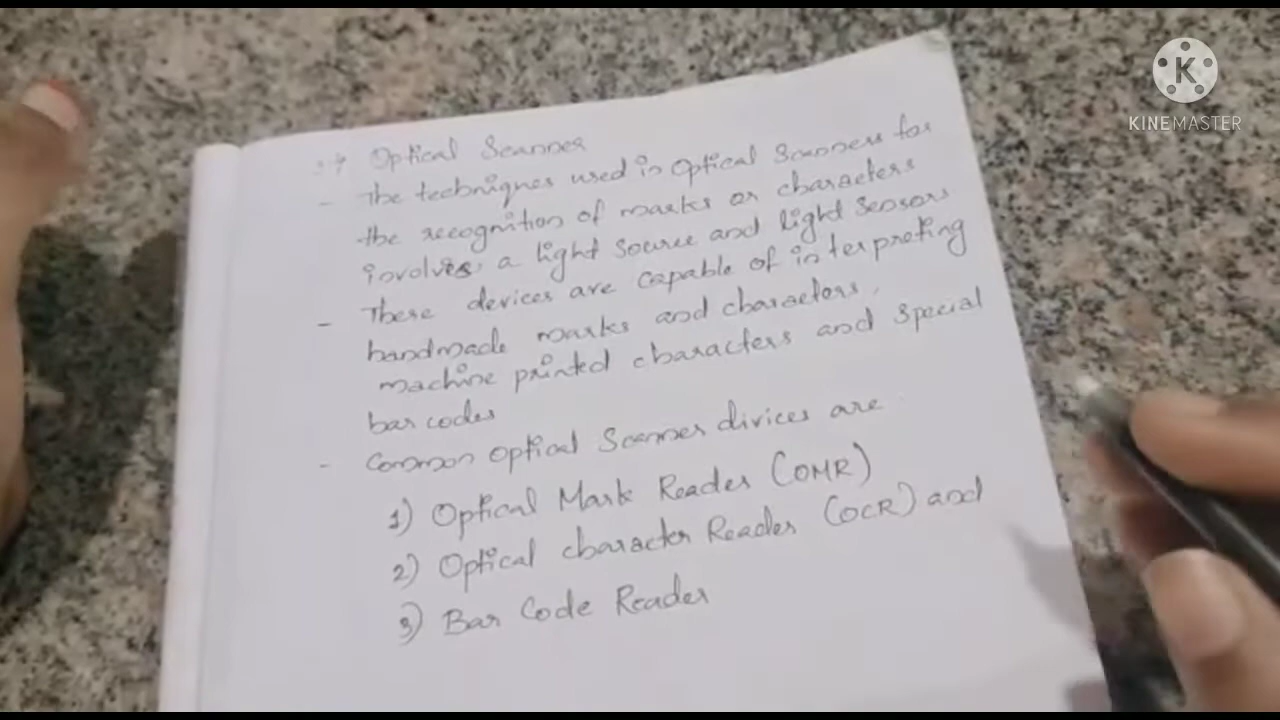 Optical Scanner
- The techniques used in optical Scanners for
the recognition of marks or characters
involves a light source and light sensors
- These devices are capable of interpreting
handmade marks and characters,
machine printed characters and special
bar codes
- Common optical Scanner divices are
1) Optical Mark Reader (OMR)
2) Optical character Reader (OCR) and
3) Bar Code Reader
K
KINEMASTER